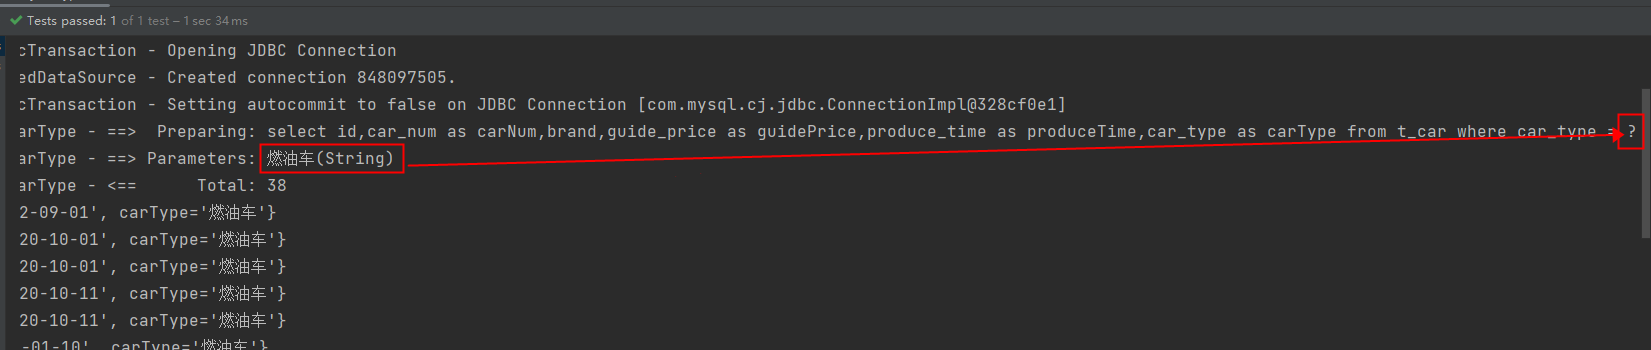 Tests passed: 1 of 1 test – 1 sec 34 ms
cTransaction - Opening JDBC Connection
edDataSource - Created connection 848097505.
cTransaction - Setting autocommit to false on JDBC Connection [com.mysql.cj.jdbc.ConnectionImpl@328cf0e1]
arType - ==>  Preparing: select id,car_num as carNum,brand,guide_price as guidePrice,produce_time as produceTime,car_type as carType from t_car where car_type = ?
arType - ==> Parameters: 燃油车(String)
arType - <==      Total: 38
2-09-01', carType='燃油车'}
20-10-01', carType='燃油车'}
20-10-01', carType='燃油车'}
20-10-11', carType='燃油车'}
20-10-11', carType='燃油车'}
-01-10', carType='燃油车'}